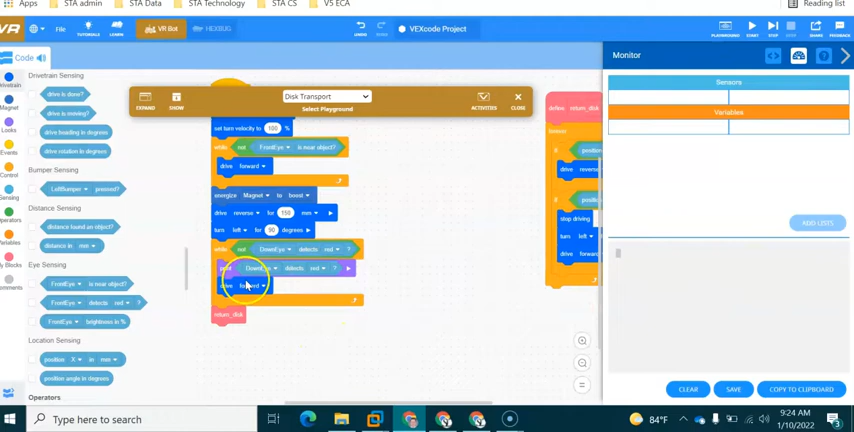 Apps STA admin STA Data STA Technology STA CS V5 ECA Reading list
VR File TUTORIALS LEARN VR Bot HEXBUG UNDO REDO VEXcode Project PLAYGROUND START STEP STOP SHARE FEEDBACK
Code
Monitor
Drivetrain Sensing
drive is done?
drive is moving?
drive heading in degrees
drive rotation in degrees
Bumper Sensing
LeftBumper pressed?
Distance Sensing
distance found an object?
distance in mm
Eye Sensing
FrontEye is near object?
FrontEye detects red ?
FrontEye brightness in %
Location Sensing
position X in mm
position angle in degrees
Operators
Drivetrain
Magnet
Looks
Events
Control
Sensing
Operators
Variables
My Blocks
Comments
Disk Transport
Select Playground
EXPAND SHOW ACTIVITIES CLOSE
set turn velocity to 100 %
while not FrontEye is near object?
drive forward
energize Magnet to boost
drive reverse for 150 mm
turn left for 90 degrees
while not DownEye detects red ?
print DownEye detects red ?
drive forward
return_disk
define return_disk
if position
drive reverse
if
stop driving
turn left
drive forward
Sensors
Variables
ADD LISTS
CLEAR SAVE COPY TO CLIPBOARD
Type here to search
84°F
9:24 AM
1/10/2022
3